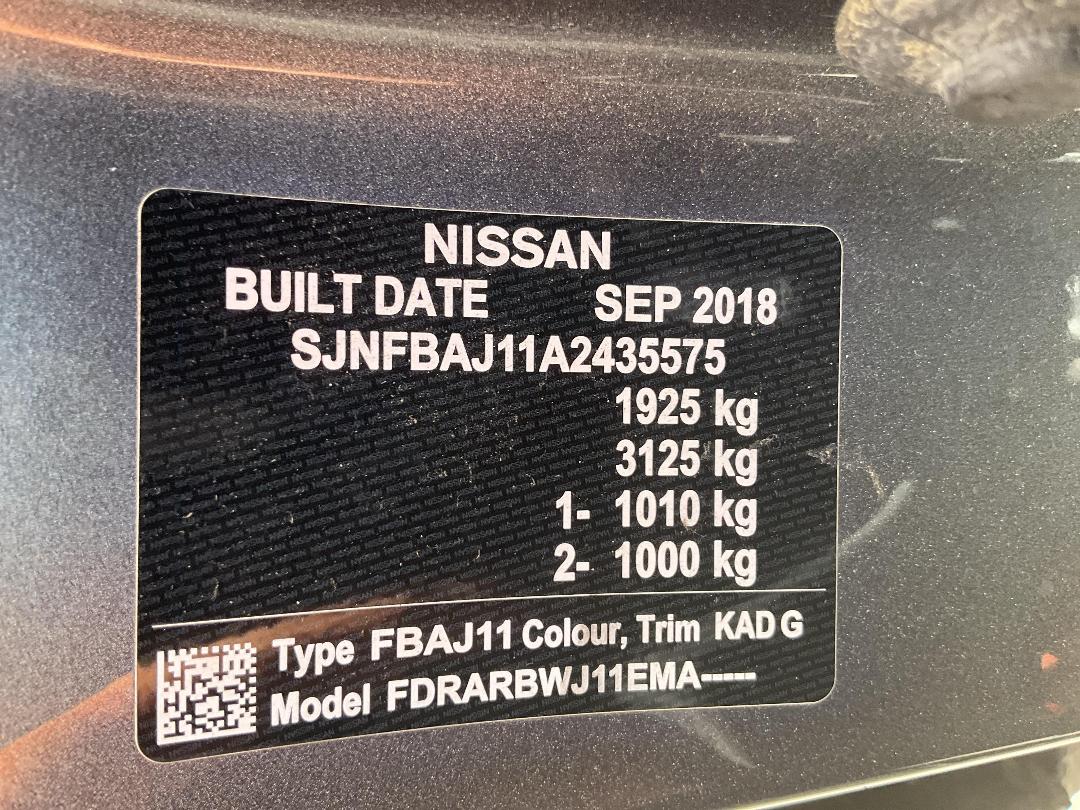 NISSAN
BUILT DATE SEP 2018
SJNFBAJ11A2435575
1925 kg
3125 kg
1- 1010 kg
2- 1000 kg
Type FBAJ11 Colour, Trim KAD G
Model FDRARBWJ11EMA-----